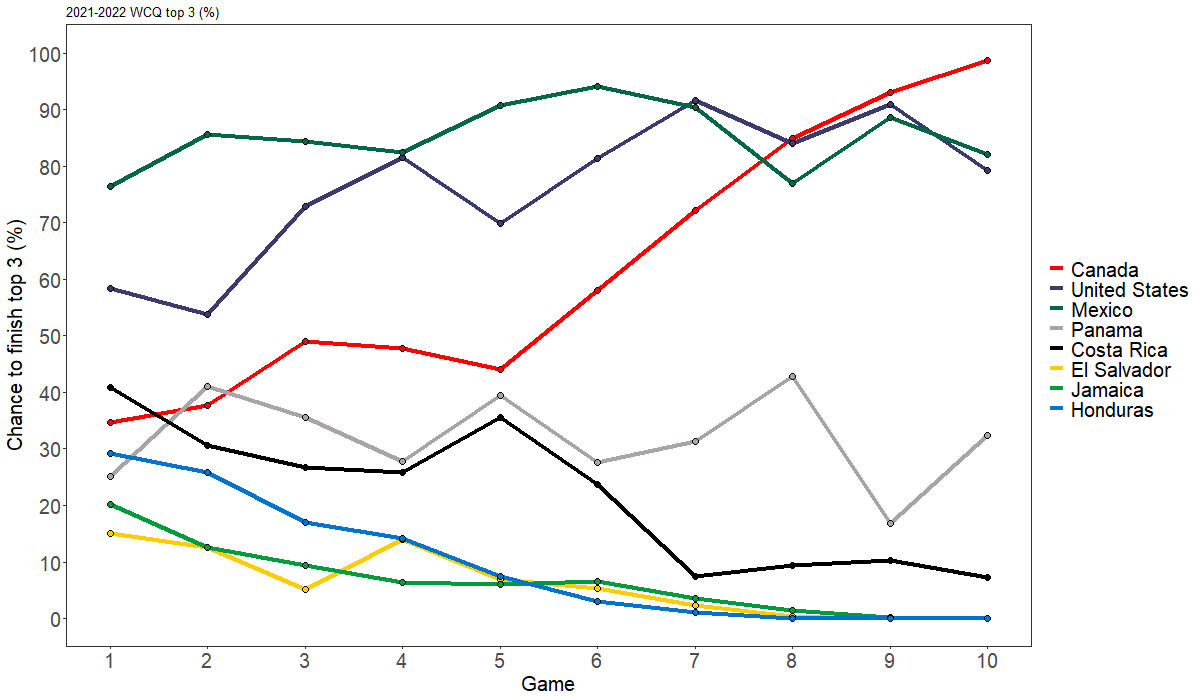 2021-2022 WCQ top 3 (%)
Chance to finish top 3 (%)
100
90
80
70
60
50
40
30
20
10
0
1 2 3 4 5 6 7 8 9 10
Game
Canada
United States
Mexico
Panama
Costa Rica
El Salvador
Jamaica
Honduras